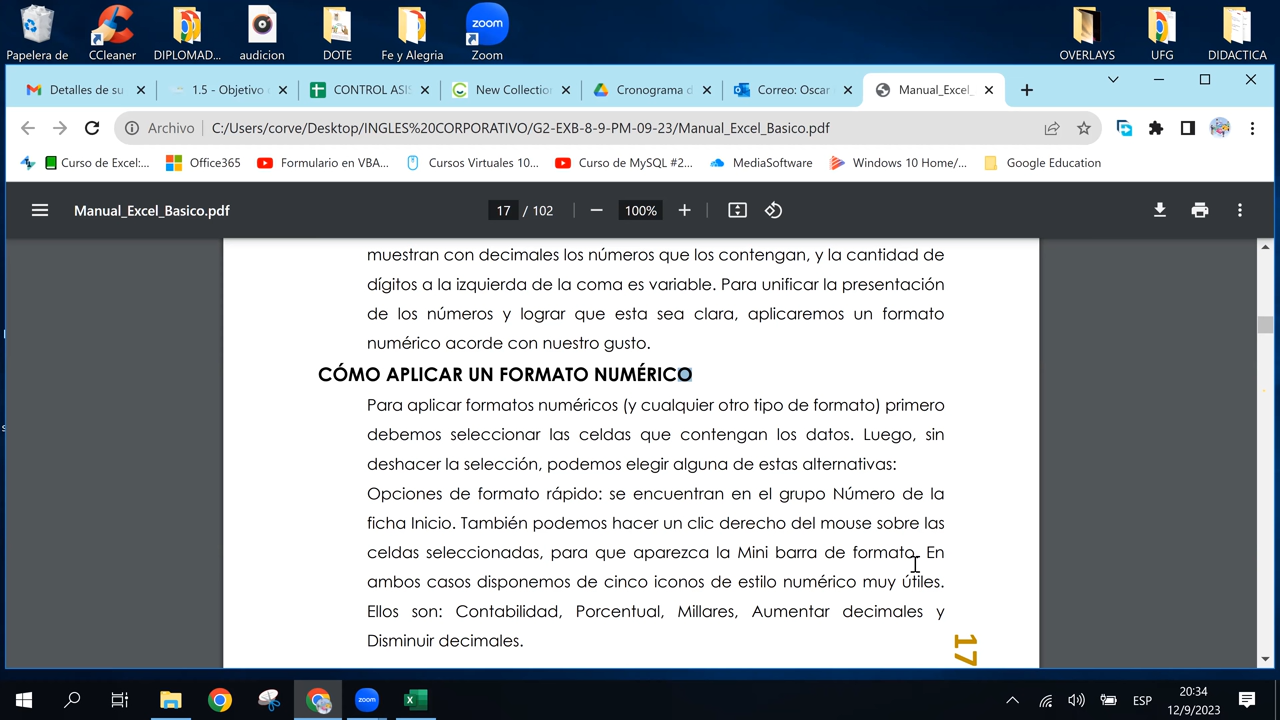 Papelera de
CCleaner
DIPLOMAD...
audicion
DOTE
Fe y Alegria
Zoom
OVERLAYS
UFG
DIDACTICA
zoom
Detalles de su
1.5 - Objetivo
CONTROL ASIS
New Collection
Cronograma d
Correo: Oscar
Manual_Excel_
Archivo
C:/Users/corve/Desktop/INGLES%20CORPORATIVO/G2-EXB-8-9-PM-09-23/Manual_Excel_Basico.pdf
Curso de Excel:...
Office365
Formulario en VBA...
Cursos Virtuales 10...
Curso de MySQL #2...
MediaSoftware
Windows 10 Home/...
Google Education
Manual_Excel_Basico.pdf
17 / 102
100%
muestran con decimales los números que los contengan, y la cantidad de
dígitos a la izquierda de la coma es variable. Para unificar la presentación
de los números y lograr que esta sea clara, aplicaremos un formato
numérico acorde con nuestro gusto.
CÓMO APLICAR UN FORMATO NUMÉRICO
Para aplicar formatos numéricos (y cualquier otro tipo de formato) primero
debemos seleccionar las celdas que contengan los datos. Luego, sin
deshacer la selección, podemos elegir alguna de estas alternativas:
Opciones de formato rápido: se encuentran en el grupo Número de la
ficha Inicio. También podemos hacer un clic derecho del mouse sobre las
celdas seleccionadas, para que aparezca la Mini barra de formato. En
ambos casos disponemos de cinco iconos de estilo numérico muy útiles.
Ellos son: Contabilidad, Porcentual, Millares, Aumentar decimales y
Disminuir decimales.
17
zoom
ESP
20:34
12/9/2023